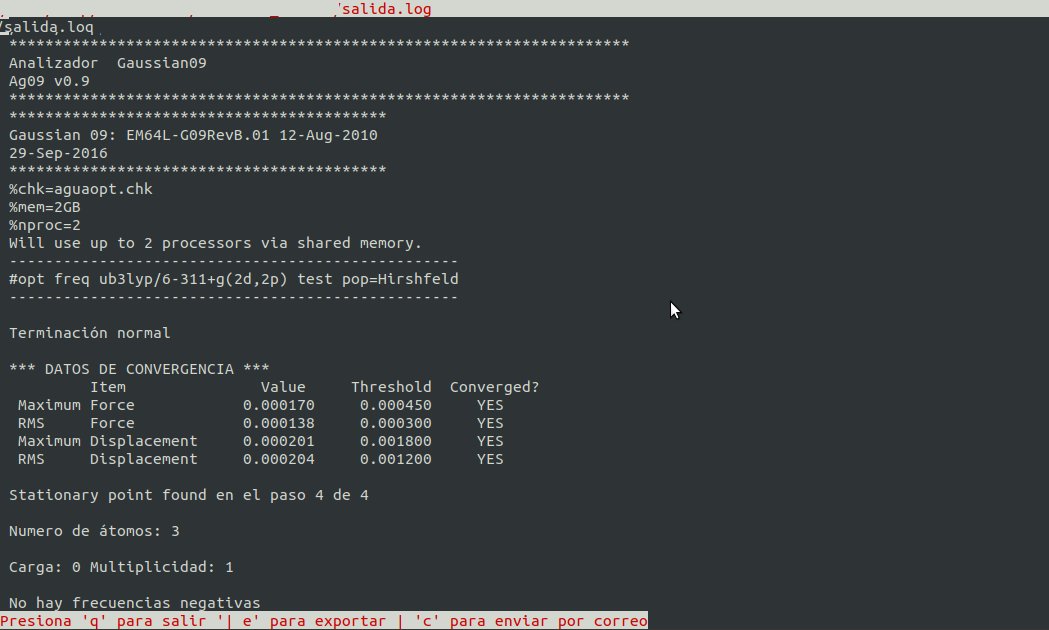 /salida.log
/salida.log
*********************************************************************
Analizador  Gaussian09
Ag09 v0.9
*********************************************************************
******************************************
Gaussian 09: EM64L-G09RevB.01 12-Aug-2010
29-Sep-2016
******************************************
%chk=aguaopt.chk
%mem=2GB
%nproc=2
Will use up to 2 processors via shared memory.
--------------------------------------------------
#opt freq ub3lyp/6-311+g(2d,2p) test pop=Hirshfeld
--------------------------------------------------
Terminación normal
*** DATOS DE CONVERGENCIA ***
Item               Value     Threshold  Converged?
Maximum Force            0.000170     0.000450     YES
RMS     Force            0.000138     0.000300     YES
Maximum Displacement     0.000201     0.001800     YES
RMS     Displacement     0.000204     0.001200     YES
Stationary point found en el paso 4 de 4
Numero de átomos: 3
Carga: 0 Multiplicidad: 1
No hay frecuencias negativas
Presiona 'q' para salir '| e' para exportar | 'c' para enviar por correo